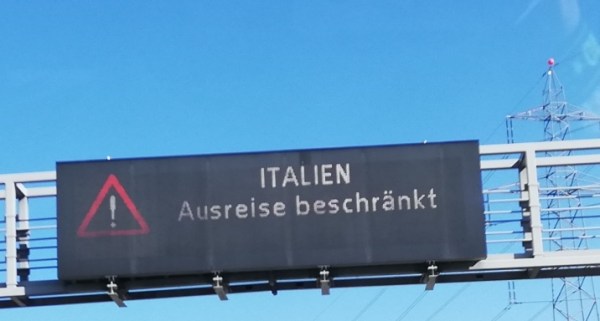 ITALIEN
Ausreise beschränkt